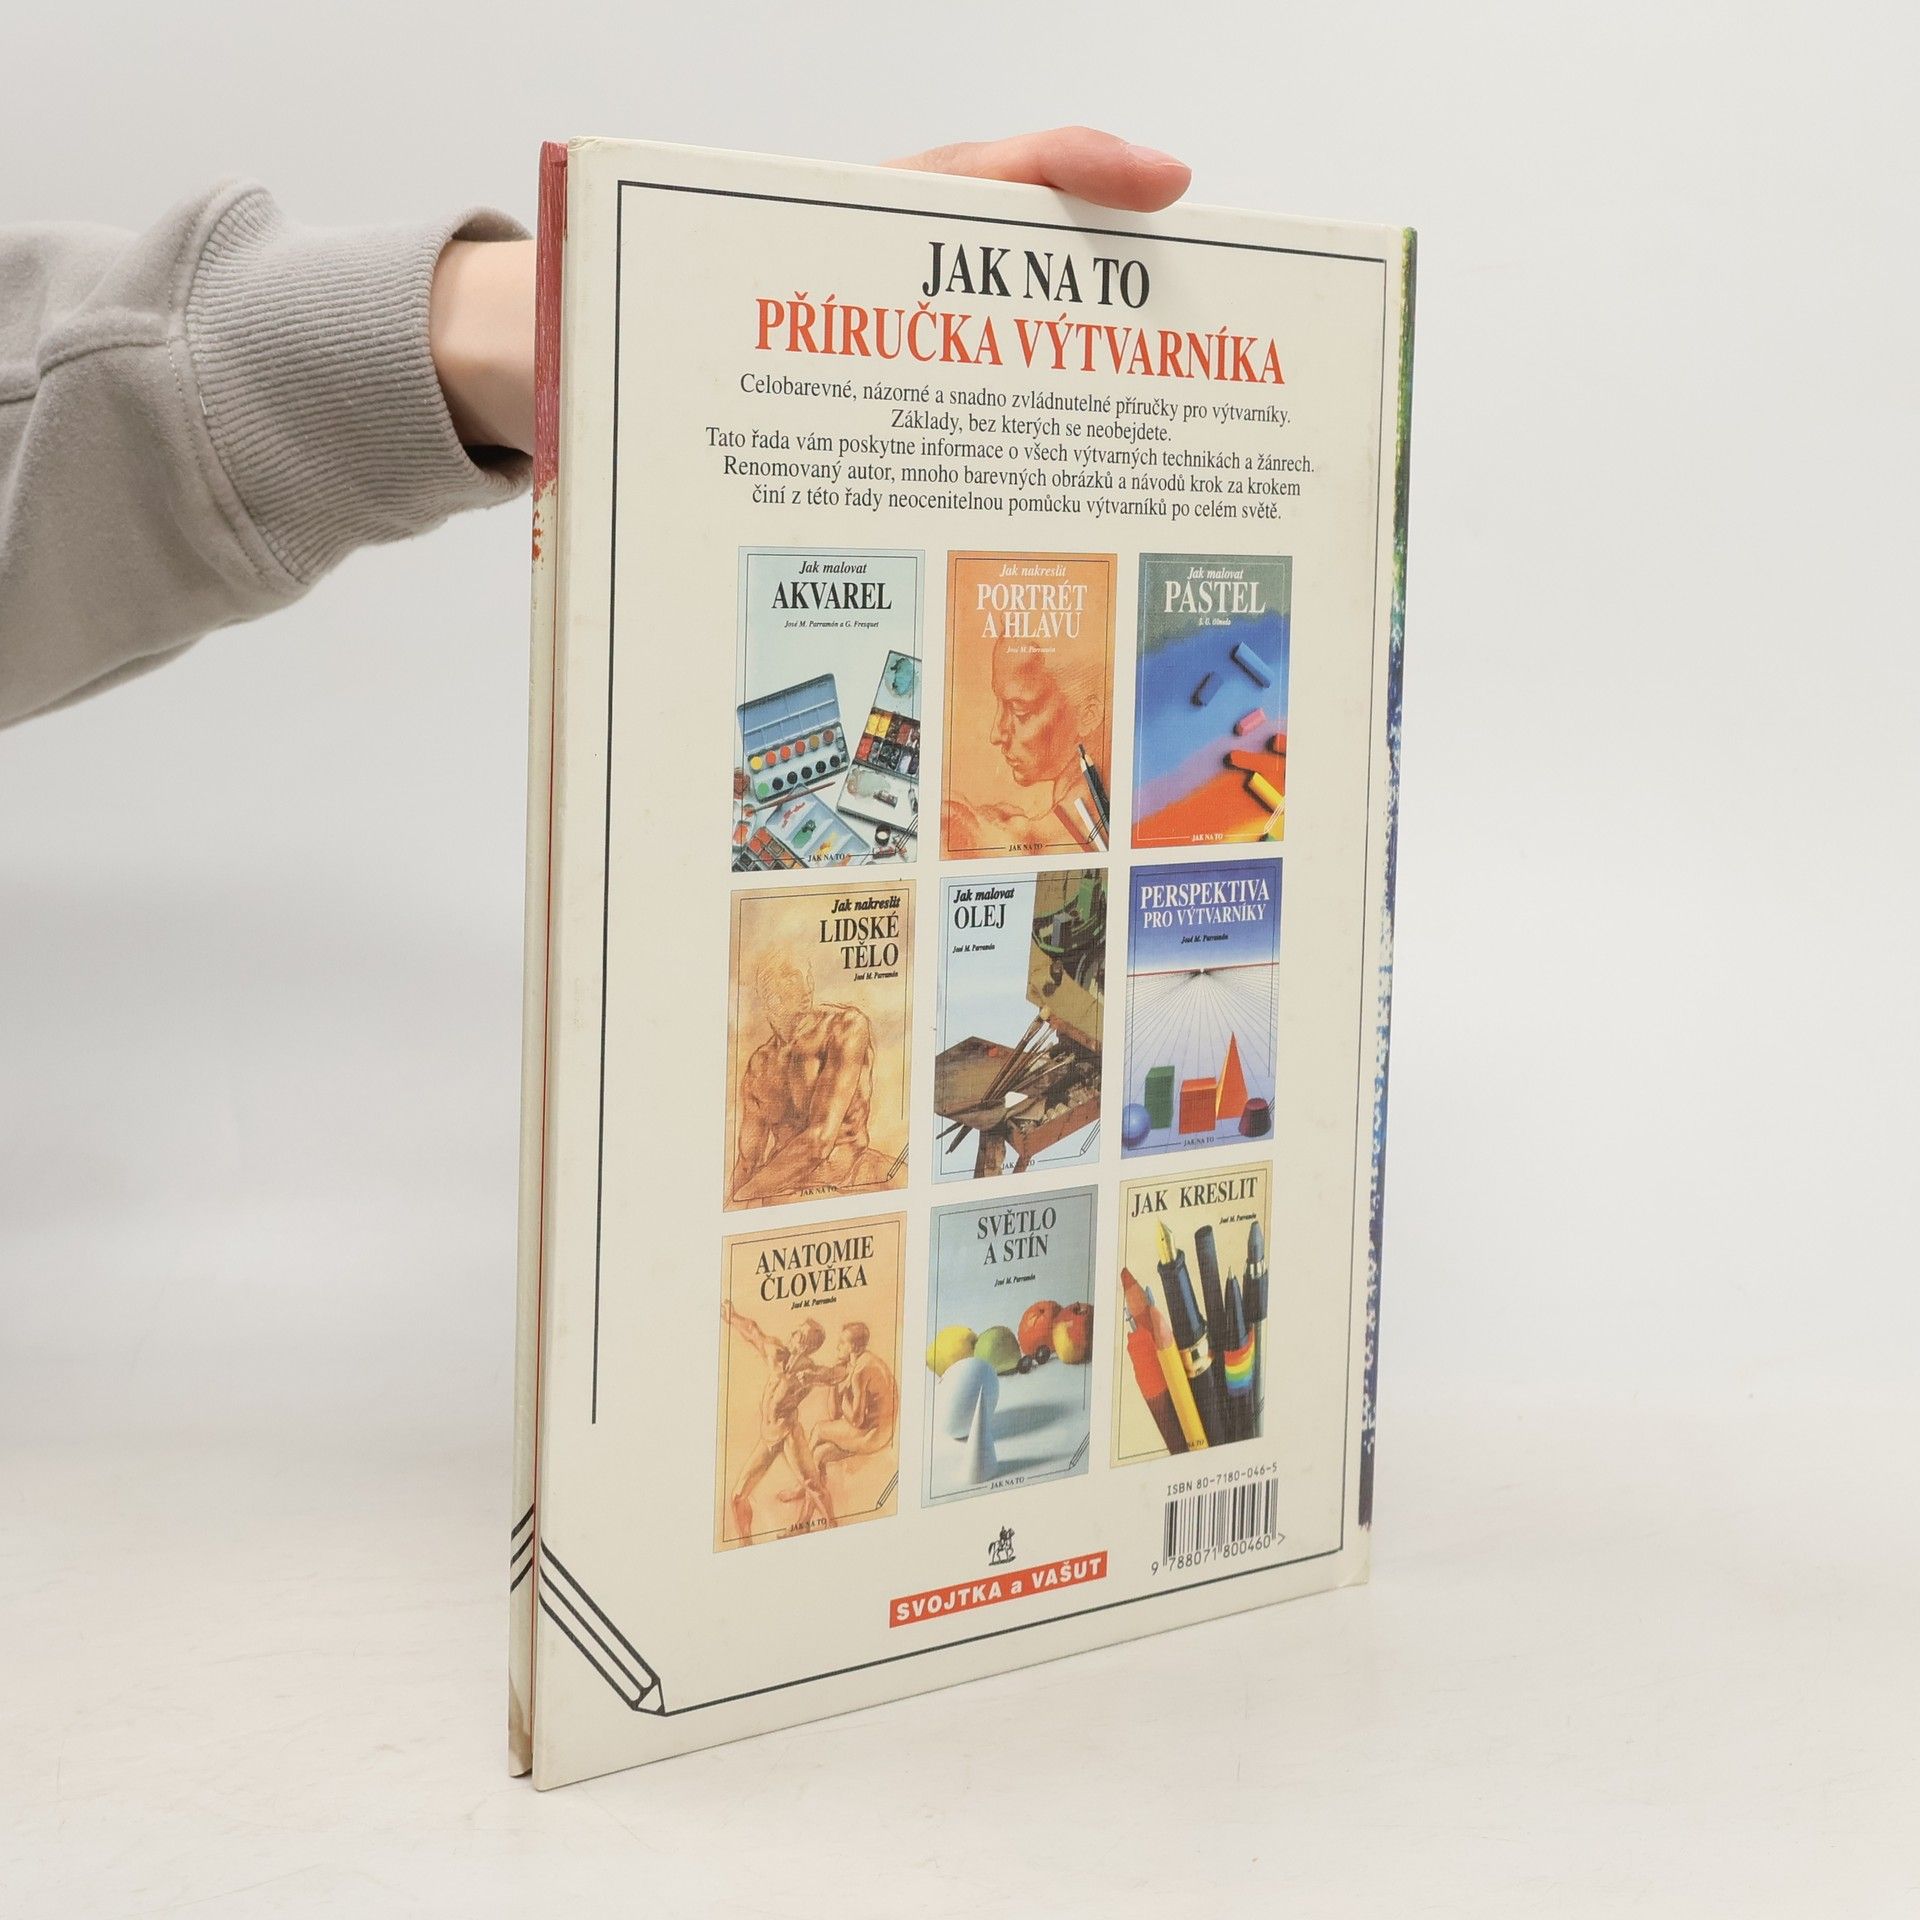 JAK NA TO
PŘÍRUČKA VÝTVARNÍKA
Celobarevné, názorné a snadno zvládnutelné příručky pro výtvarníky.
Základy, bez kterých se neobejdete.
Tato řada vám poskytne informace o všech výtvarných technikách a žánrech.
Renomovaný autor, mnoho barevných obrázků a návodů krok za krokem
činí z této řady neocenitelnou pomůcku výtvarníků po celém světě.
Jak malovat
AKVAREL
José M. Parramón a G. Fresquet
JAK NA TO
Jak nakreslit
PORTRÉT
A HLAVU
José M. Parramón
JAK NA TO
Jak malovat
PASTEL
JAK NA TO
Jak nakreslit
LIDSKÉ
TĚLO
José M. Parramón
JAK NA TO
Jak malovat
OLEJ
José M. Parramón
JAK NA TO
PERSPEKTIVA
PRO VÝTVARNÍKY
José M. Parramón
JAK NA TO
ANATOMIE
ČLOVĚKA
José M. Parramón
JAK NA TO
SVĚTLO
A STÍN
José M. Parramón
JAK NA TO
JAK KRESLIT
José M. Parramón
ISBN 80-7180-046-5
9 788071 800460 >
SVOJTKA a VAŠUT